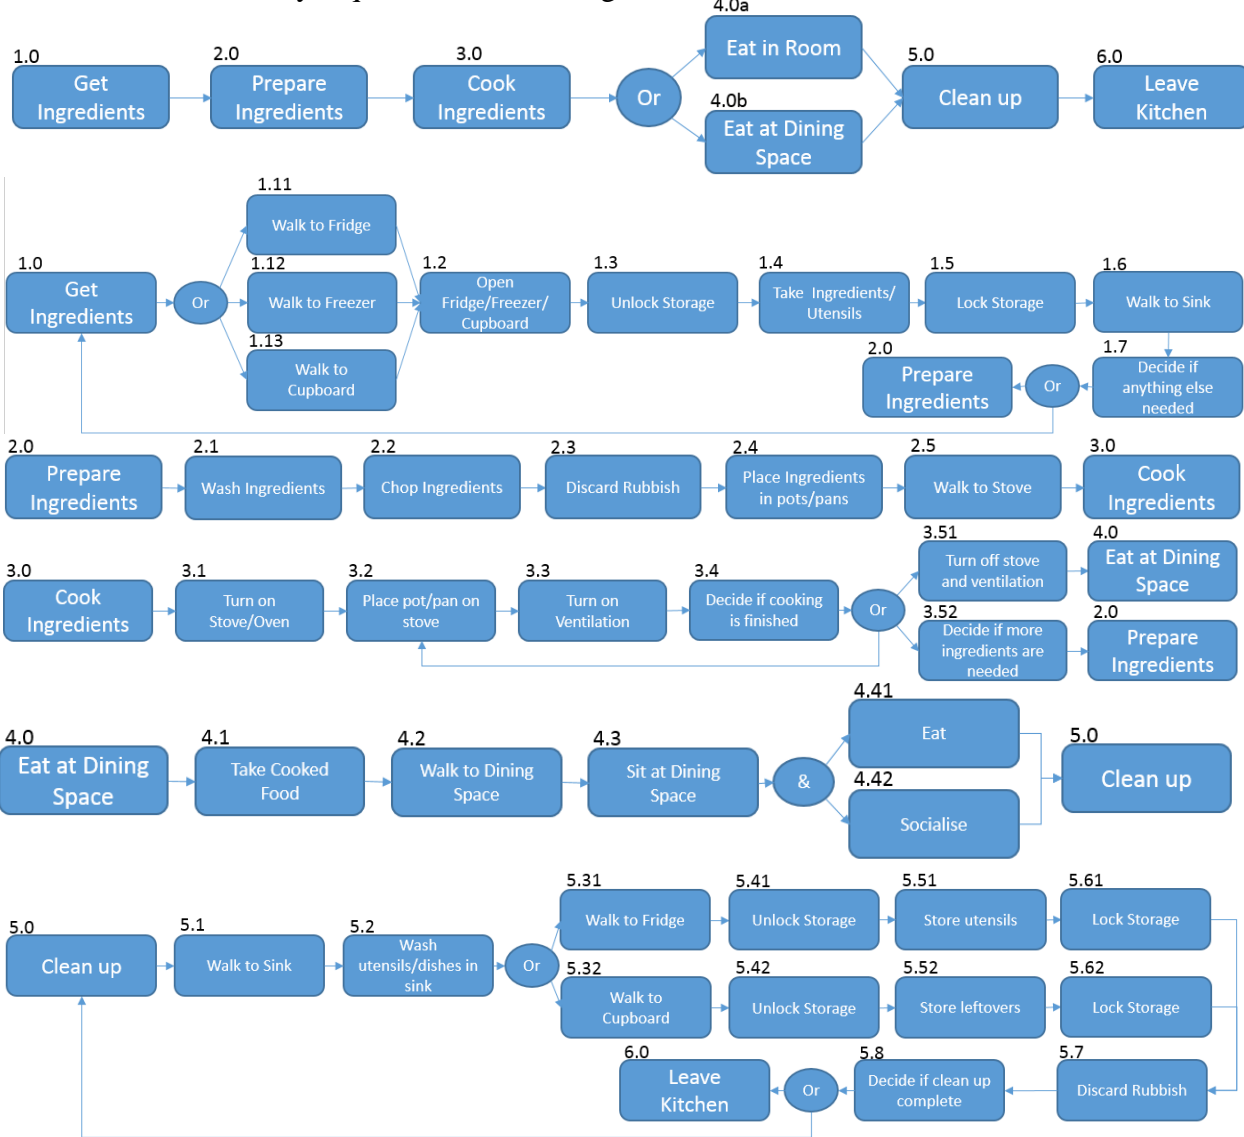 4.0a
1.0
2.0
3.0
Eat in Room
5.0
6.0
Get
Ingredients
Prepare
Ingredients
Cook
Ingredients
Or
4.0b
Clean up
Leave
Kitchen
Eat at Dining
Space
1.11
Walk to Fridge
1.0
1.12
1.2
1.3
1.4
1.5
1.6
Get
Ingredients
Or
Walk to Freezer
Open
Fridge/Freezer/
Cupboard
Unlock Storage
Take Ingredients/
Utensils
Lock Storage
Walk to Sink
1.13
Walk to
Cupboard
2.0
Prepare
Ingredients
Or
1.7
Decide if
anything else
needed
2.0
2.1
2.2
2.3
2.4
2.5
3.0
Prepare
Ingredients
Wash Ingredients
Chop Ingredients
Discard Rubbish
Place Ingredients
in pots/pans
Walk to Stove
Cook
Ingredients
3.51
4.0
Turn off stove
and ventilation
Eat at Dining
Space
3.0
3.1
3.2
3.3
3.4
Cook
Ingredients
Turn on
Stove/Oven
Place pot/pan on
stove
Turn on
Ventilation
Decide if cooking
is finished
Or
3.52
2.0
Decide if more
ingredients are
needed
Prepare
Ingredients
4.41
Eat
4.0
4.1
4.2
4.3
5.0
Eat at Dining
Space
Take Cooked
Food
Walk to Dining
Space
Sit at Dining
Space
&
4.42
Socialise
Clean up
5.31
5.41
5.51
5.61
Walk to Fridge
Unlock Storage
Store utensils
Lock Storage
5.0
5.1
5.2
Clean up
Walk to Sink
Wash
utensils/dishes in
sink
Or
5.32
5.42
5.52
5.62
Walk to
Cupboard
Unlock Storage
Store leftovers
Lock Storage
6.0
5.8
5.7
Leave
Kitchen
Or
Decide if clean up
complete
Discard Rubbish